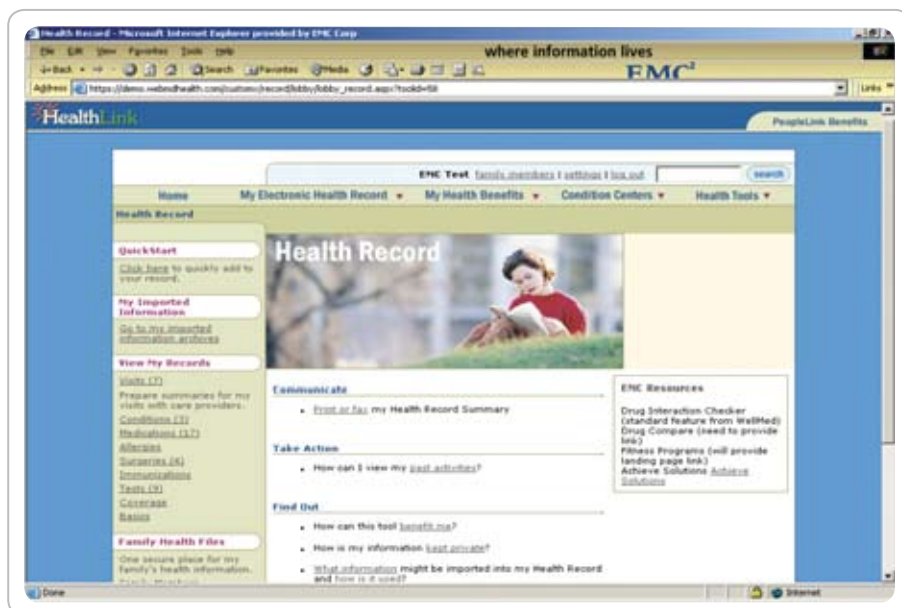 Health Record - Microsoft Internet Explorer provided by EMC Corp
File Edit View Favorites Tools Help
where information lives
Back Search Favorites Media
EMC²
Address https://demo.webmdhealth.com/customs/record/lobby/lobby_record.aspx?toolid=58 Links
HealthLink
PeopleLink Benefits
EMC Test family members | settings | log out search
Home My Electronic Health Record My Health Benefits Condition Centers Health Tools
Health Record
QuickStart
Click here to quickly add to
your record.
My Imported
Information
Go to my imported
information archives
View My Records
Visits (7)
Prepare summaries for my
visits with care providers.
Conditions (3)
Medications (17)
Allergies
Surgeries (4)
Immunizations
Tests (9)
Coverage
Basics
Family Health Files
One secure place for my
family's health information.
Family Members
Health Record
Communicate
Print or fax my Health Record Summary
Take Action
How can I view my past activities?
Find Out
How can this tool benefit me?
How is my information kept private?
What information might be imported into my Health Record
and how is it used?
EMC Resources
Drug Interaction Checker
(standard feature from WellMed)
Drug Compare (need to provide
link)
Fitness Programs (will provide
landing page link)
Achieve Solutions Achieve
Solutions
Done Internet